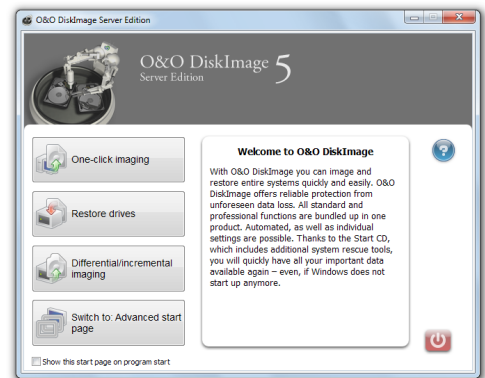 O&O DiskImage Server Edition
O&O DiskImage 5
Server Edition
One-click imaging
Restore drives
Differential/incremental
imaging
Switch to: Advanced start
page
Show this start page on program start
Welcome to O&O DiskImage
With O&O DiskImage you can image and
restore entire systems quickly and easily. O&O
DiskImage offers reliable protection from
unforeseen data loss. All standard and
professional functions are bundled up in one
product. Automated, as well as individual
settings are possible. Thanks to the Start CD,
which includes additional system rescue tools,
you will quickly have all your important data
available again – even, if Windows does not
start up anymore.
?